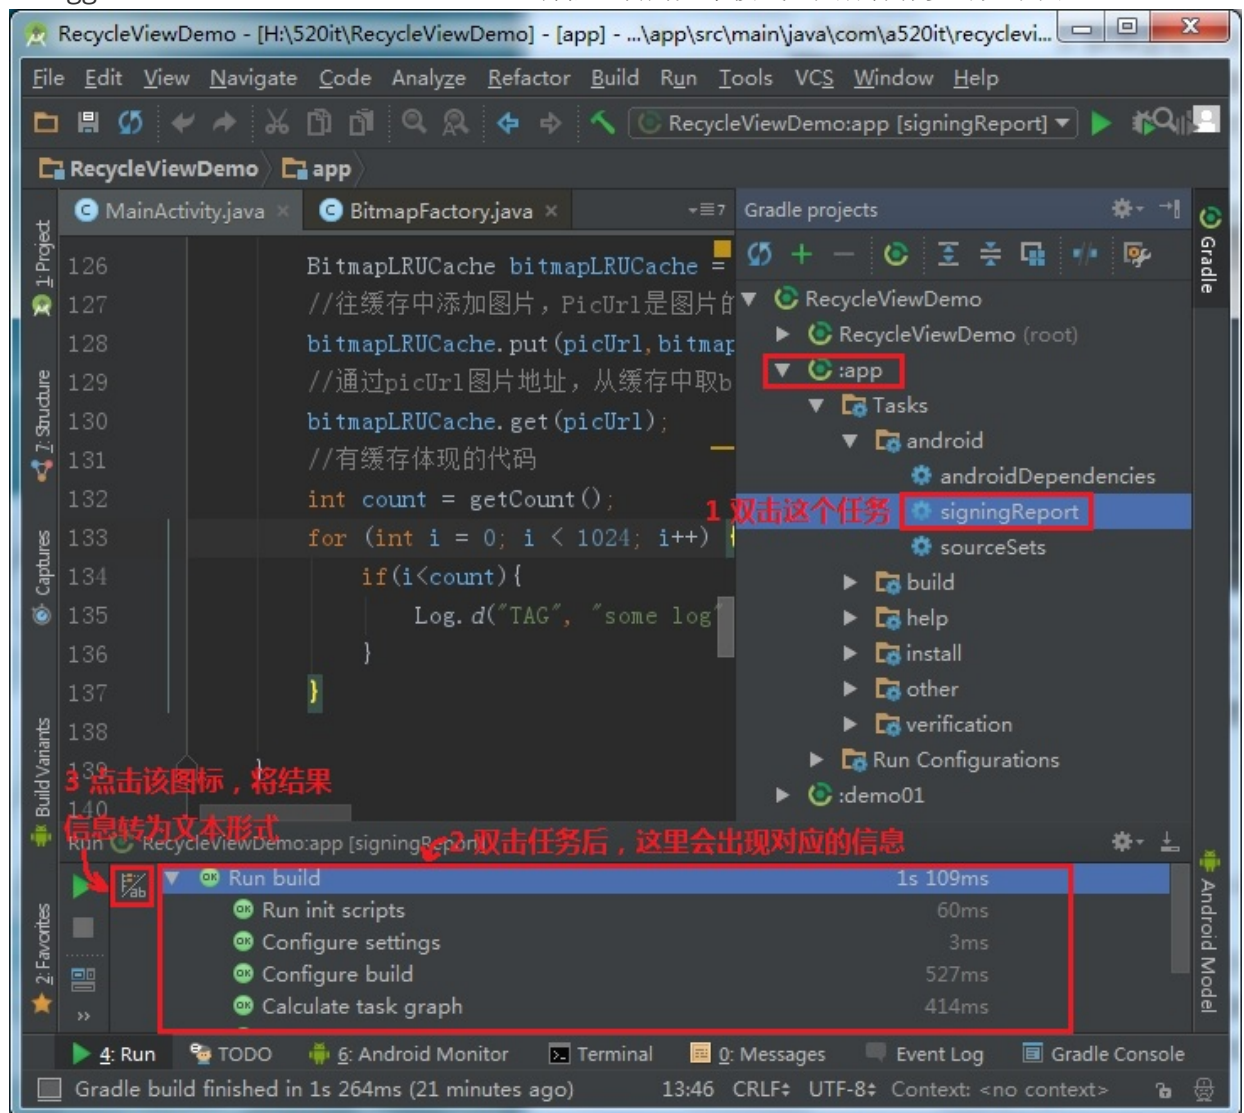 RecycleViewDemo - [H:\520it\RecycleViewDemo] - [app] - ...\app\src\main\java\com\a520it\recyclevi...
File Edit View Navigate Code Analyze Refactor Build Run Tools VCS Window Help
RecycleViewDemo:app [signingReport]
RecycleViewDemo app
MainActivity.java BitmapFactory.java 7
Gradle projects
1: Project
7: Structure
Captures
Build Variants
2: Favorites
126 BitmapLRUCache bitmapLRUCache =
127 //往缓存中添加图片，PicUrl是图片的
128 bitmapLRUCache.put(picUrl,bitmap
129 //通过picUrl图片地址，从缓存中取b
130 bitmapLRUCache.get(picUrl);
131 //有缓存体现的代码
132 int count = getCount();
133 for (int i = 0; i < 1024; i++) {
134 if(i<count){
135 Log.d("TAG", "some log"
136 }
137 }
138
139 }
140
RecycleViewDemo
RecycleViewDemo (root)
:app
Tasks
android
androidDependencies
1 双击这个任务 signingReport
sourceSets
build
help
install
other
verification
Run Configurations
:demo01
Gradle
Android Model
3 点击该图标，将结果
信息转为文本形式
Run RecycleViewDemo:app [signingReport]
2 双击任务后，这里会出现对应的信息
Run build 1s 109ms
Run init scripts 60ms
Configure settings 3ms
Configure build 527ms
Calculate task graph 414ms
4: Run TODO 6: Android Monitor Terminal 0: Messages Event Log Gradle Console
Gradle build finished in 1s 264ms (21 minutes ago) 13:46 CRLF UTF-8 Context: <no context>